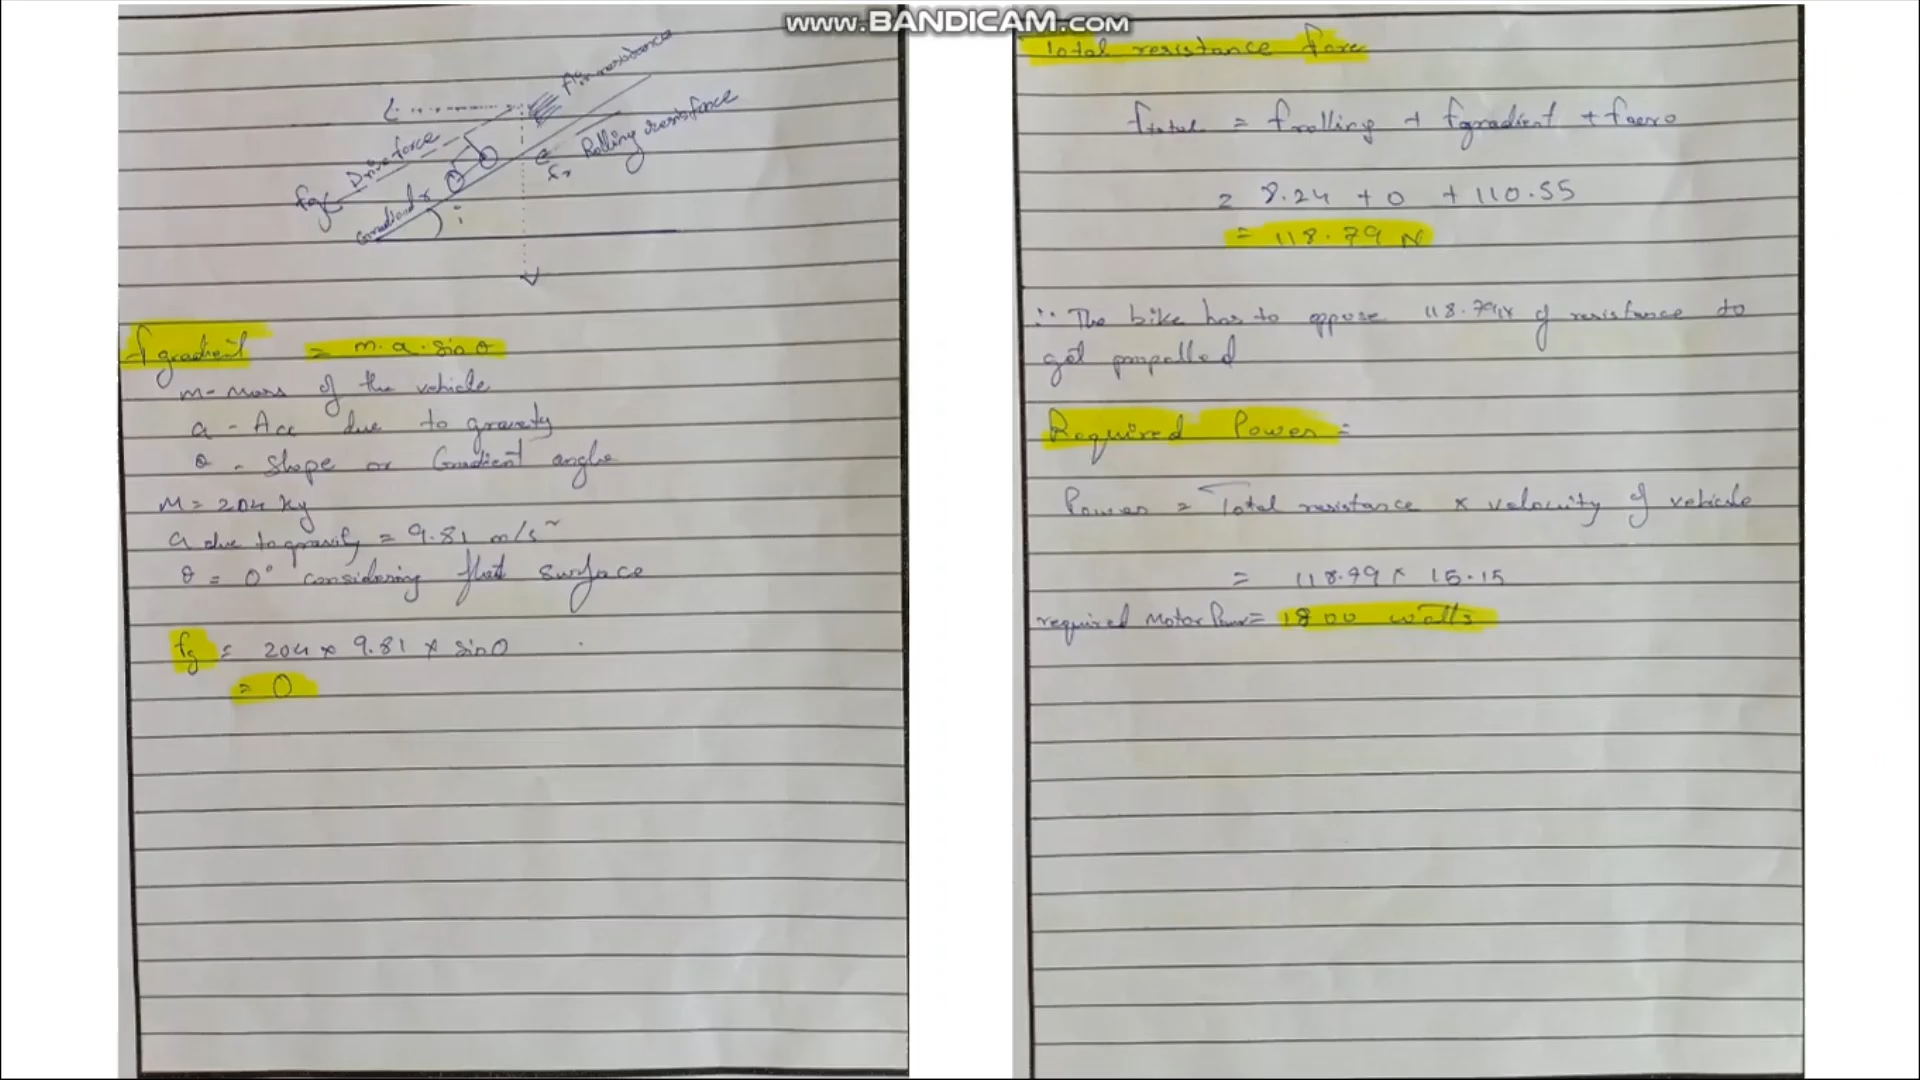 WWW.BANDICAM.COM
Air resistance
Drive force
Rolling resistance
fr
fg
Gradient r
i
f gradient = m.a.sinθ
m- mass of the vehicle
a - Acc due to gravity
θ - Slope or Gradient angle
M = 204 kg
a due to gravity = 9.81 m/s~
θ = 0° considering flat surface
fg = 204 x 9.81 x sin0
= 0
Total resistance force
ftotal = frolling + fgradient + faero
= 8.24 + 0 + 110.55
= 118.79 N
∴ The bike has to oppose 118.79N of resistance to
get propelled
Required Power =
Power = Total resistance x velocity of vehicle
= 118.79 x 15.15
required Motor Power = 1800 watts